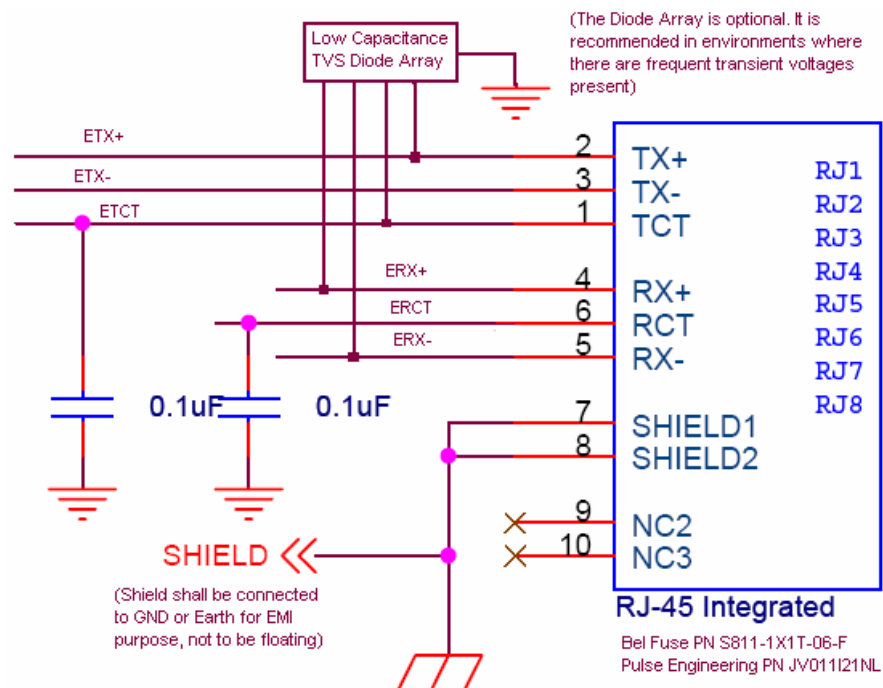 (The Diode Array is optional. It is
recommended in environments where
there are frequent transient voltages
present)
Low Capacitance
TVS Diode Array
ETX+
ETX-
ETCT
ERX+
ERCT
ERX-
2
3
1
4
6
5
7
8
9
10
TX+
TX-
TCT
RX+
RCT
RX-
SHIELD1
SHIELD2
NC2
NC3
RJ1
RJ2
RJ3
RJ4
RJ5
RJ6
RJ7
RJ8
0.1uF
0.1uF
SHIELD
(Shield shall be connected
to GND or Earth for EMI
purpose, not to be floating)
RJ-45 Integrated
Bel Fuse PN S811-1X1T-06-F
Pulse Engineering PN JV011I21NL